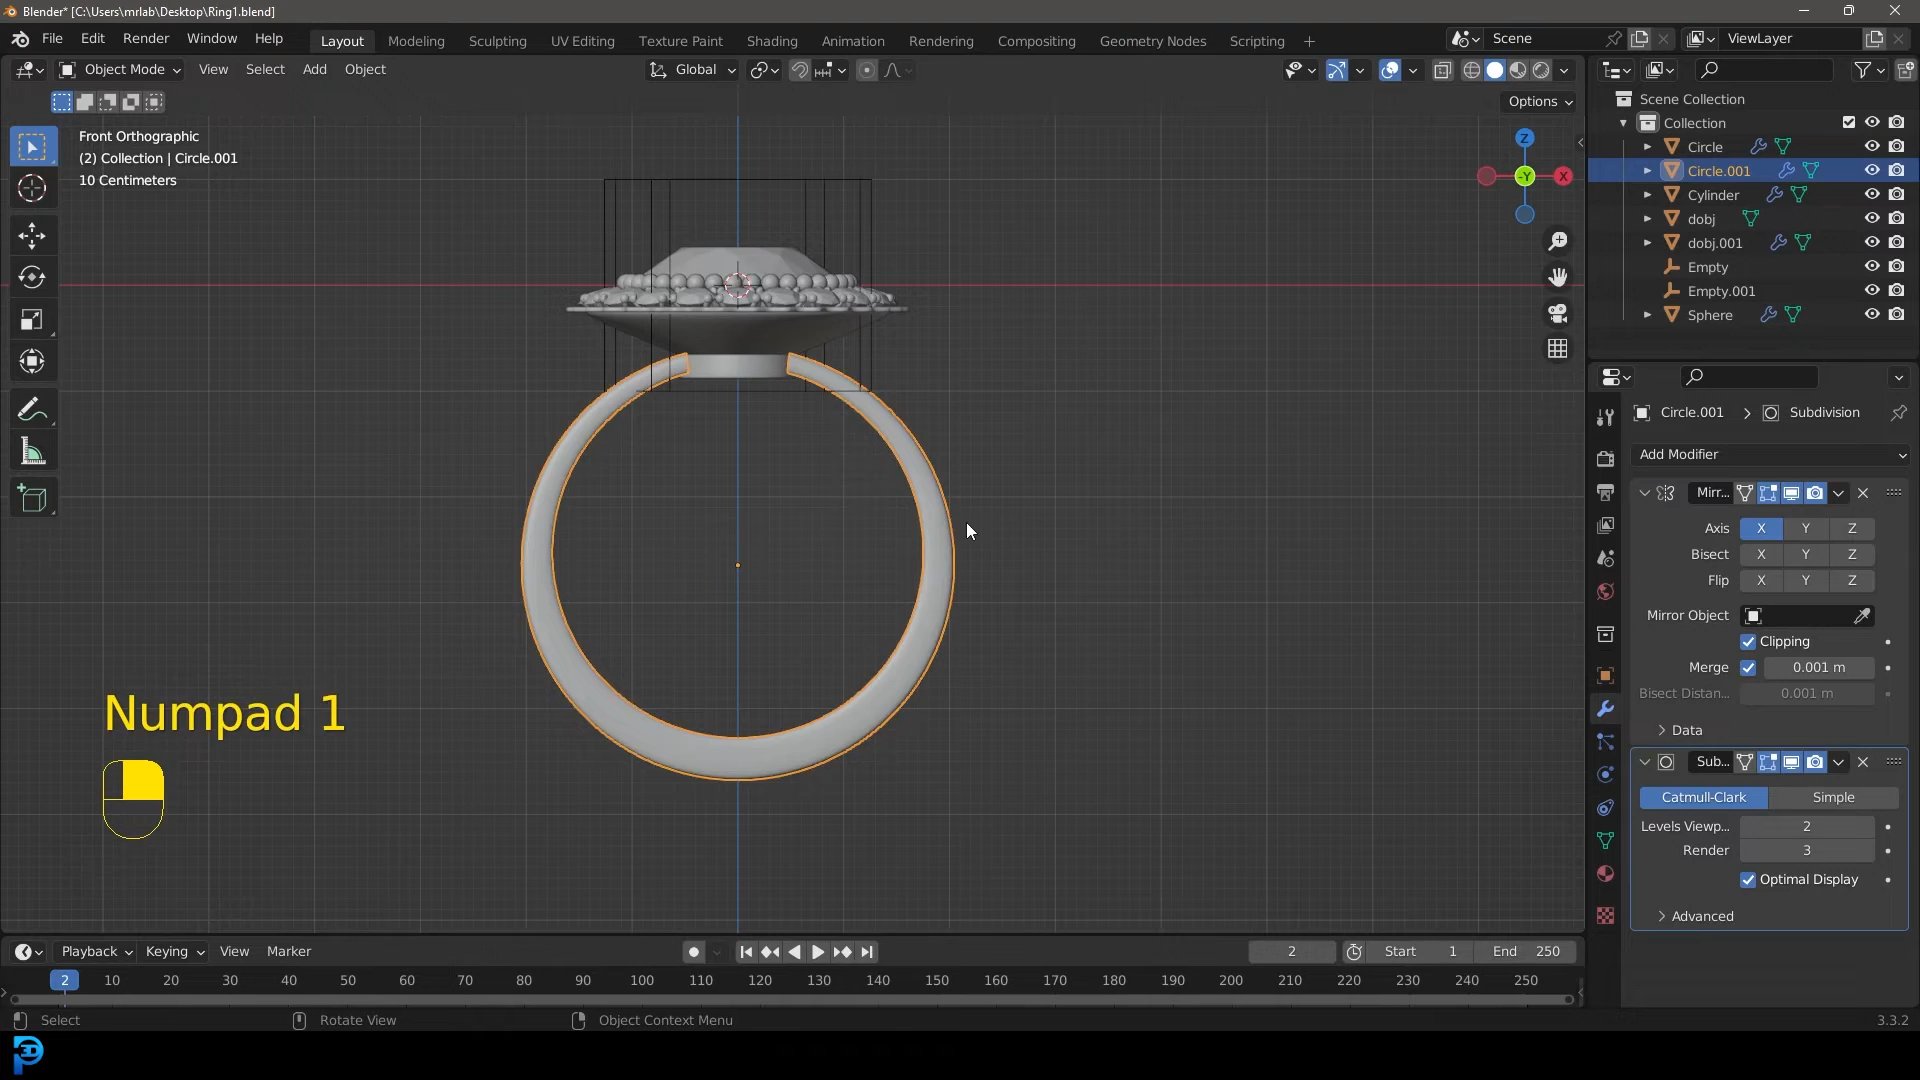 Blender* [C:\Users\mrlab\Desktop\Ring1.blend]
File Edit Render Window Help
Layout Modeling Sculpting UV Editing Texture Paint Shading Animation Rendering Compositing Geometry Nodes Scripting +
Scene
ViewLayer
Object Mode View Select Add Object
Global
Options
Front Orthographic
(2) Collection | Circle.001
10 Centimeters
Z
-Y
X
Numpad 1
Scene Collection
Collection
Circle
Circle.001
Cylinder
dobj
dobj.001
Empty
Empty.001
Sphere
Circle.001 > Subdivision
Add Modifier
Mirr...
Axis X Y Z
Bisect X Y Z
Flip X Y Z
Mirror Object
Clipping
Merge 0.001 m
Bisect Distan... 0.001 m
Data
Sub...
Catmull-Clark Simple
Levels Viewp... 2
Render 3
Optimal Display
Advanced
Playback Keying View Marker
2 Start 1 End 250
2 10 20 30 40 50 60 70 80 90 100 110 120 130 140 150 160 170 180 190 200 210 220 230 240 250
Select Rotate View Object Context Menu 3.3.2